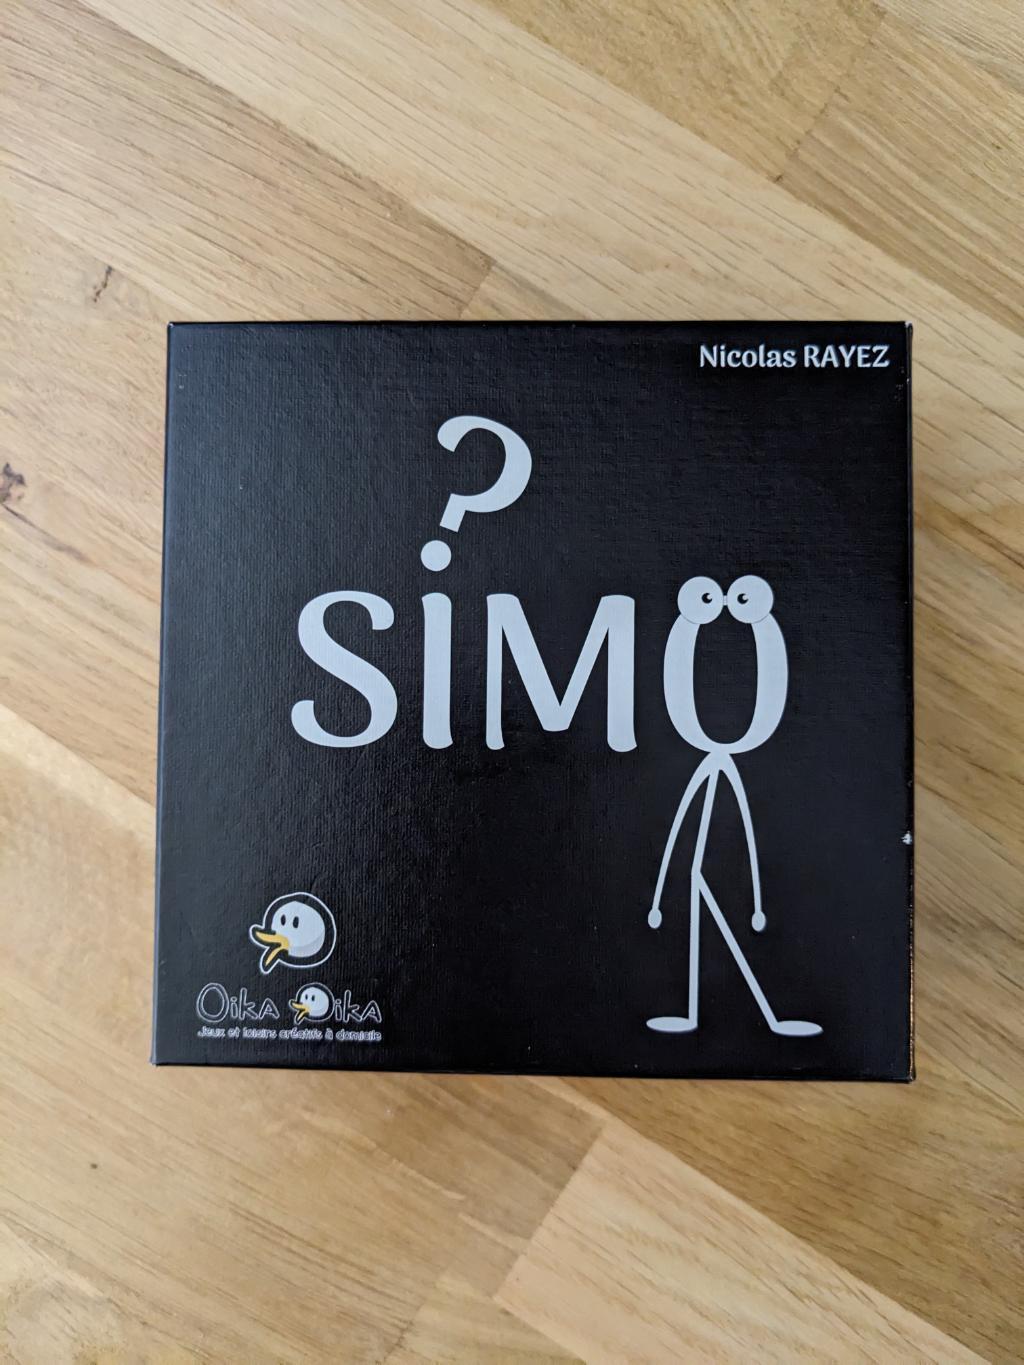 Nicolas RAYEZ
?
SiMO
Oika Oika
Jeux et loisirs créatifs à domicile